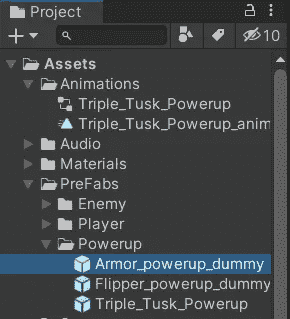 Project
10
Assets
Animations
Triple_Tusk_Powerup
Triple_Tusk_Powerup_anim
Audio
Materials
PreFabs
Enemy
Player
Powerup
Armor_powerup_dummy
Flipper_powerup_dummy
Triple_Tusk_Powerup